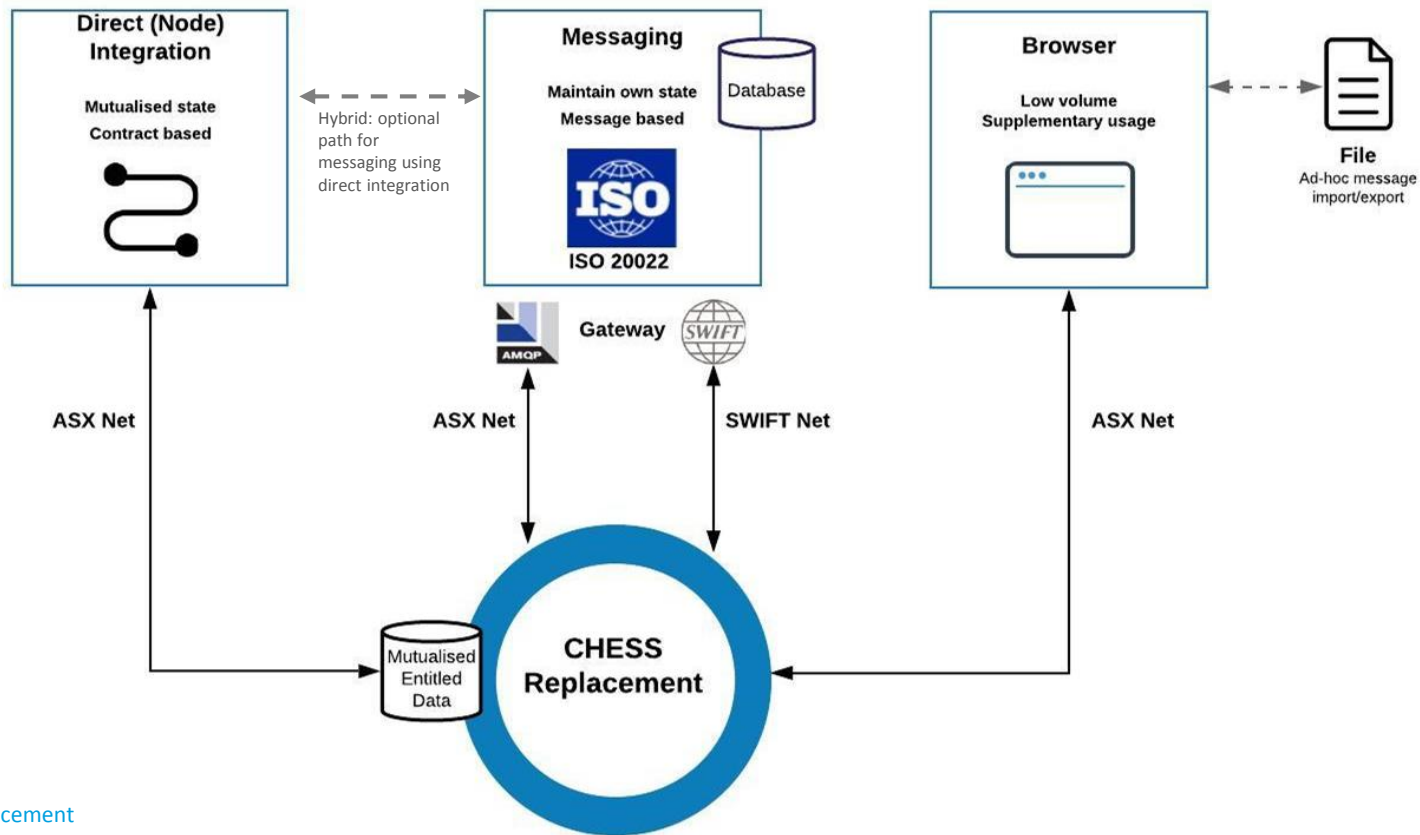 Direct (Node)
Integration
Mutualised state
Contract based
Hybrid: optional
path for
messaging using
direct integration
Messaging
Maintain own state
Message based
Database
ISO
ISO 20022
Browser
Low volume
Supplementary usage
File
Ad-hoc message
import/export
AMQP
Gateway
SWIFT
ASX Net
ASX Net
SWIFT Net
ASX Net
Mutualised
Entitled
Data
CHESS
Replacement
cement